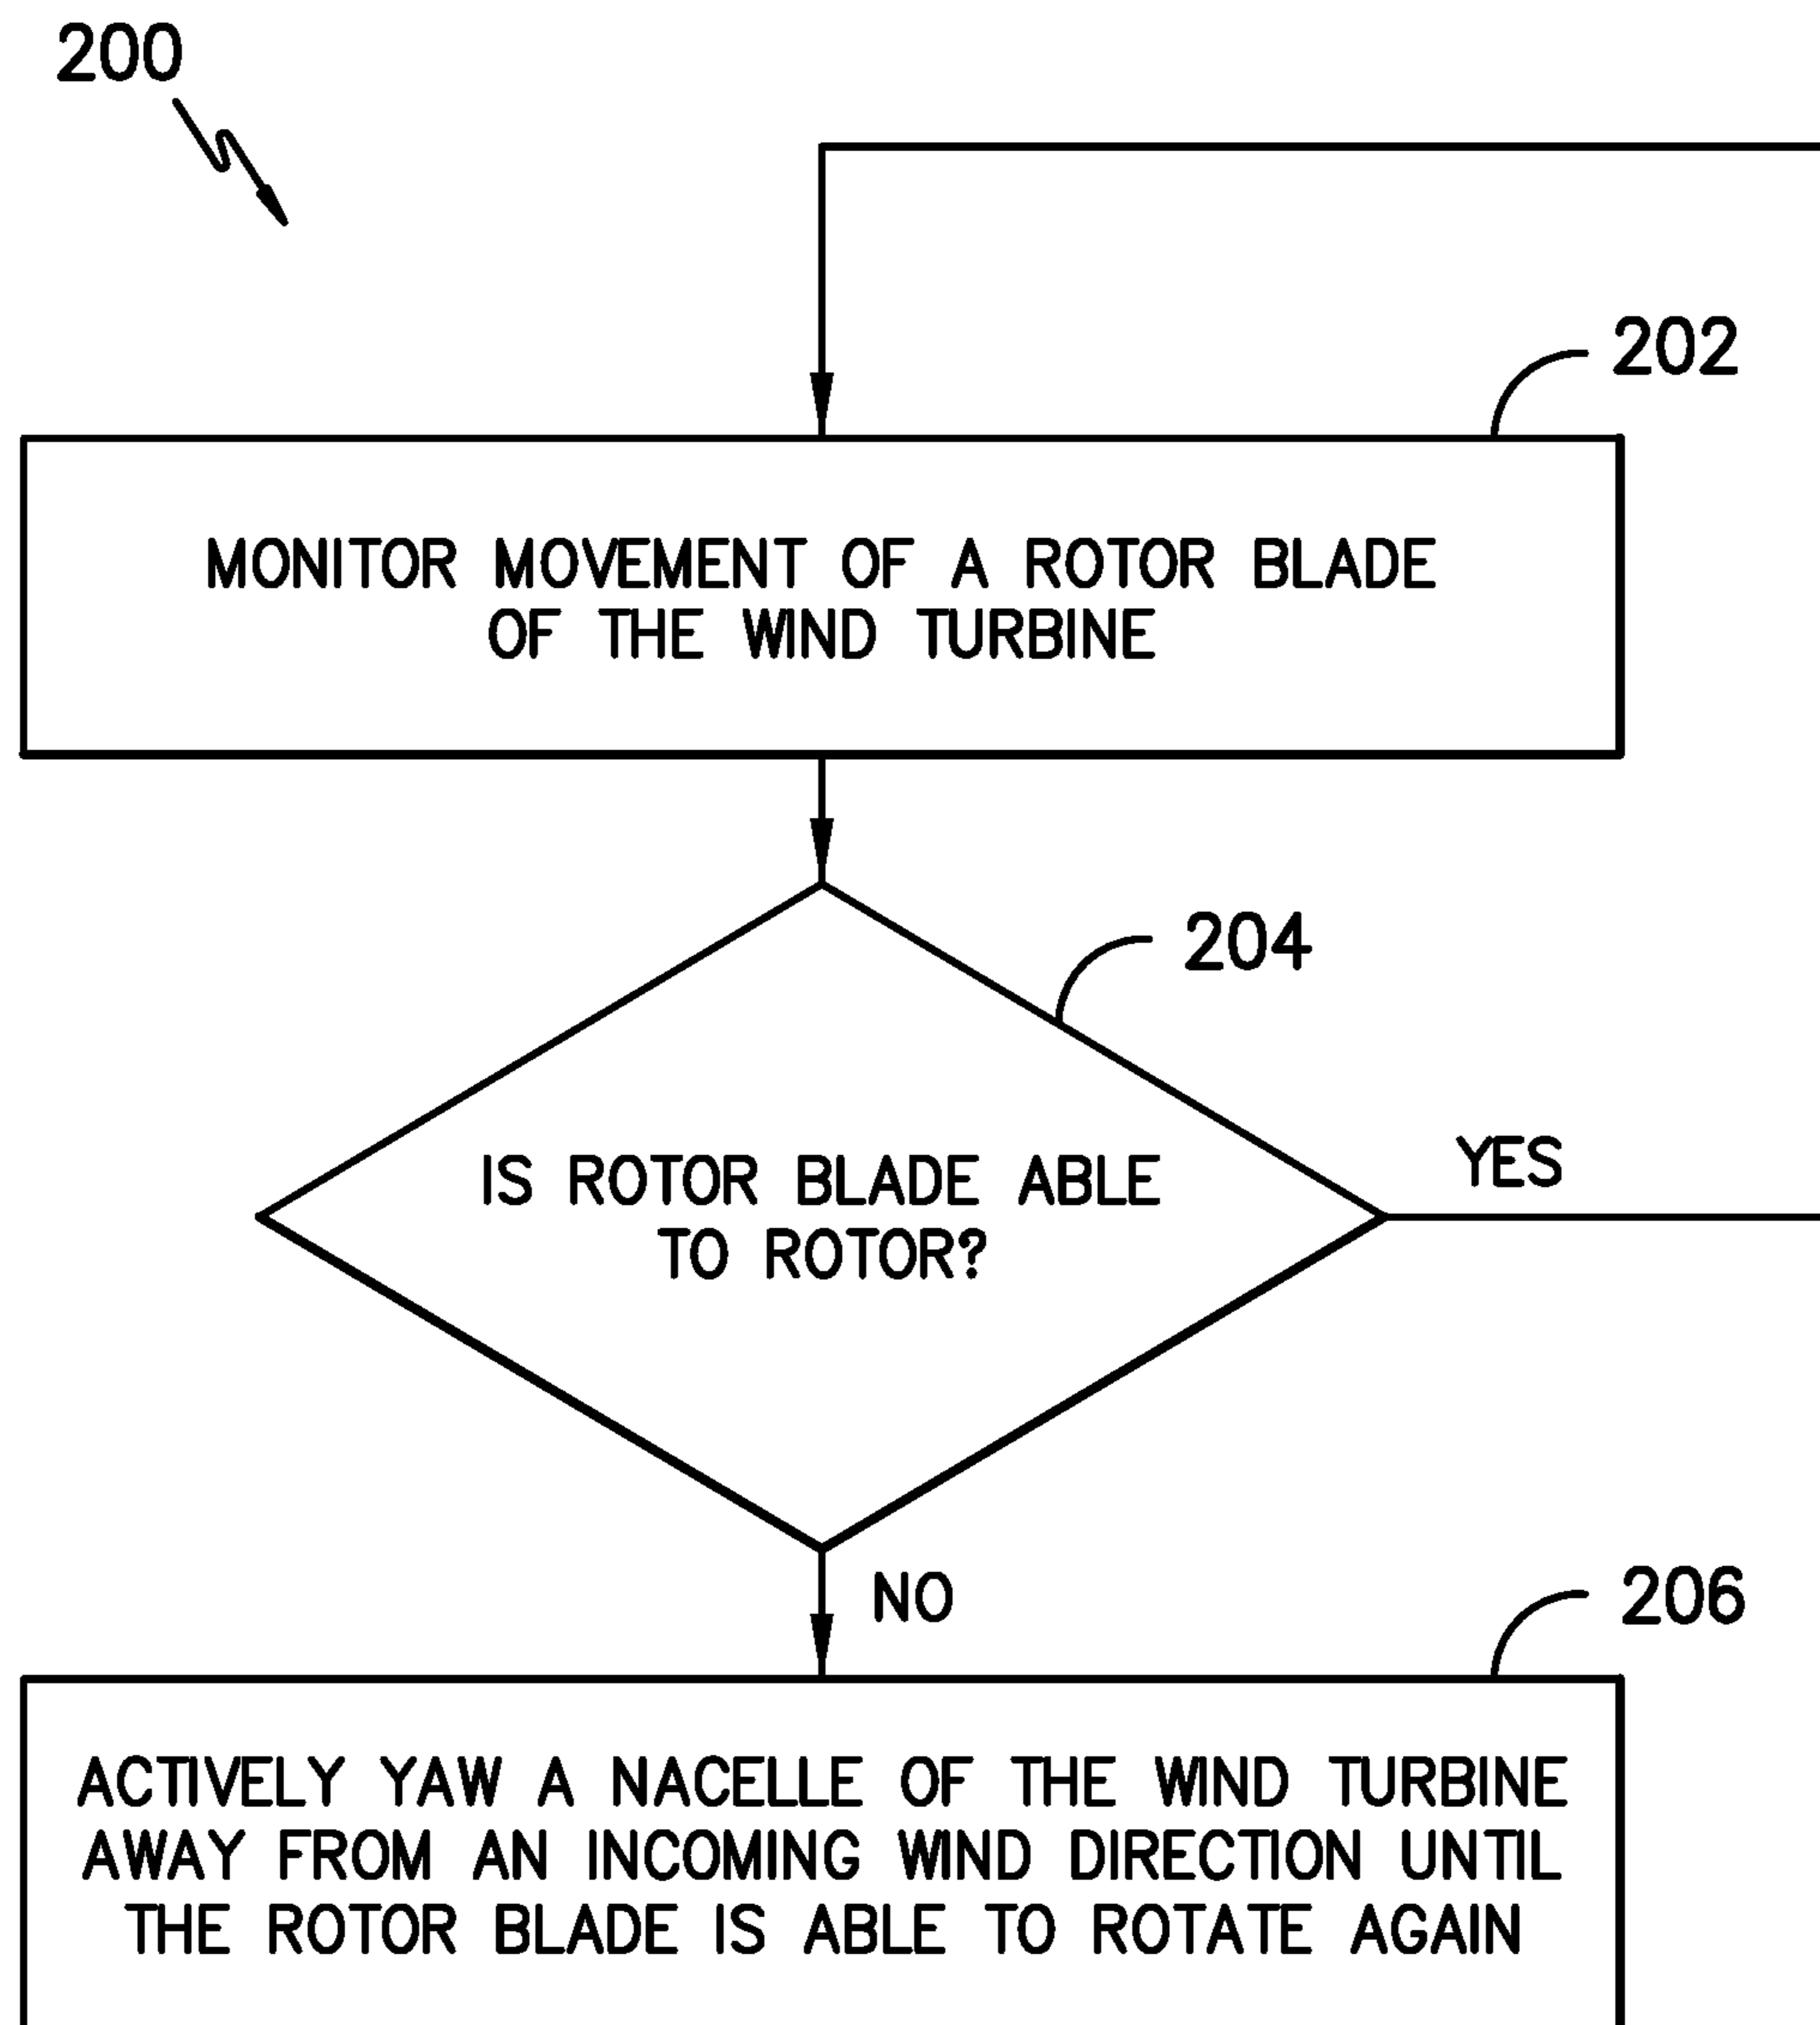 200
202
MONITOR MOVEMENT OF A ROTOR BLADE
OF THE WIND TURBINE
204
IS ROTOR BLADE ABLE
TO ROTOR?
YES
NO
206
ACTIVELY YAW A NACELLE OF THE WIND TURBINE
AWAY FROM AN INCOMING WIND DIRECTION UNTIL
THE ROTOR BLADE IS ABLE TO ROTATE AGAIN